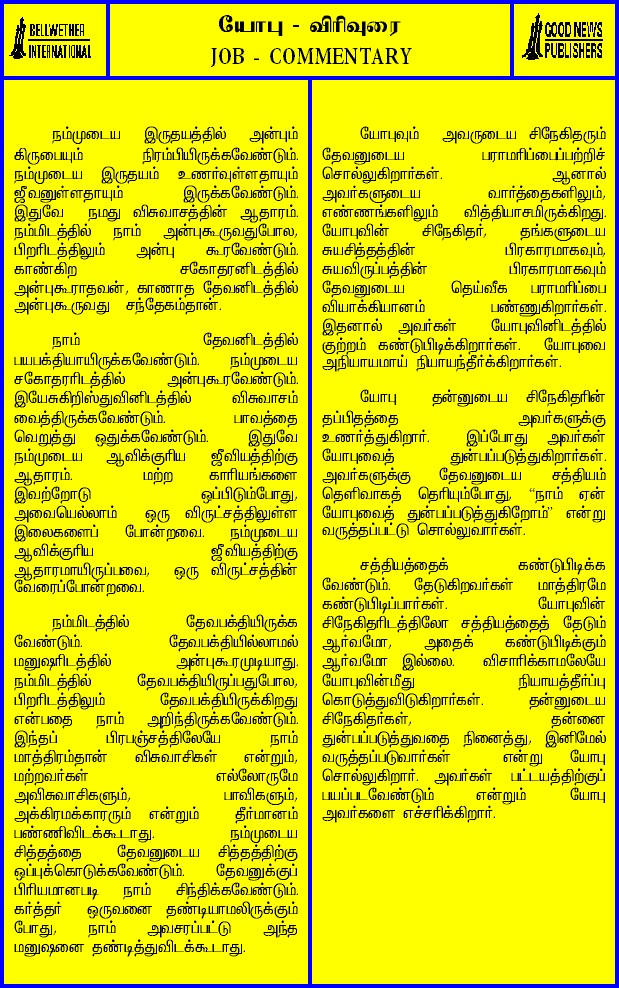 BELLWETHER
INTERNATIONAL
யோபு - விரிவுரை
JOB - COMMENTARY
GOOD NEWS
PUBLISHERS
நம்முடைய இருதயத்தில் அன்பும்
கிருபையும் நிரம்பியிருக்கவேண்டும்.
நம்முடைய இருதயம் உணர்வுள்ளதாயும்
ஜீவனுள்ளதாயும் இருக்கவேண்டும்.
இதுவே நமது விசுவாசத்தின் ஆதாரம்.
நம்மிடத்தில் நாம் அன்புகூருவதுபோல,
பிறரிடத்திலும் அன்பு கூரவேண்டும்.
காண்கிற சகோதரனிடத்தில்
அன்புகூராதவன், காணாத தேவனிடத்தில்
அன்புகூருவது சந்தேகம்தான்.
நாம் தேவனிடத்தில்
பயபக்தியாயிருக்கவேண்டும். நம்முடைய
சகோதரரிடத்தில் அன்புகூரவேண்டும்.
இயேசுகிறிஸ்துவினிடத்தில் விசுவாசம்
வைத்திருக்கவேண்டும். பாவத்தை
வெறுத்து ஒதுக்கவேண்டும். இதுவே
நம்முடைய ஆவிக்குரிய ஜீவியத்திற்கு
ஆதாரம். மற்ற காரியங்களை
இவற்றோடு ஒப்பிடும்போது,
அவையெல்லாம் ஒரு விருட்சத்திலுள்ள
இலைகளைப் போன்றவை. நம்முடைய
ஆவிக்குரிய ஜீவியத்திற்கு
ஆதாரமாயிருப்பவை, ஒரு விருட்சத்தின்
வேரைப்போன்றவை.
நம்மிடத்தில் தேவபக்தியிருக்க
வேண்டும். தேவபக்தியில்லாமல்
மனுஷரிடத்தில் அன்புகூரமுடியாது.
நம்மிடத்தில் தேவபக்தியிருப்பதுபோல,
பிறரிடத்திலும் தேவபக்தியிருக்கிறது
என்பதை நாம் அறிந்திருக்கவேண்டும்.
இந்தப் பிரபஞ்சத்திலேயே நாம்
மாத்திரம்தான் விசுவாசிகள் என்றும்,
மற்றவர்கள் எல்லோருமே
அவிசுவாசிகளும், பாவிகளும்,
அக்கிரமக்காரரும் என்றும் தீர்மானம்
பண்ணிவிடக்கூடாது. நம்முடைய
சித்தத்தை தேவனுடைய சித்தத்திற்கு
ஒப்புக்கொடுக்கவேண்டும். தேவனுக்குப்
பிரியமானபடி நாம் சிந்திக்கவேண்டும்.
கர்த்தர் ஒருவனை தண்டியாமலிருக்கும்
போது, நாம் அவசரப்பட்டு அந்த
மனுஷனை தண்டித்துவிடக்கூடாது.
யோபுவும் அவருடைய சிநேகிதரும்
தேவனுடைய பராமரிப்பைப்பற்றிச்
சொல்லுகிறார்கள். ஆனால்
அவர்களுடைய வார்த்தைகளிலும்,
எண்ணங்களிலும் வித்தியாசமிருக்கிறது.
யோபுவின் சிநேகிதர், தங்களுடைய
சுயசித்தத்தின் பிரகாரமாகவும்,
சுயவிருப்பத்தின் பிரகாரமாகவும்
தேவனுடைய தெய்வீக பராமரிப்பை
வியாக்கியானம் பண்ணுகிறார்கள்.
இதனால் அவர்கள் யோபுவினிடத்தில்
குற்றம் கண்டுபிடிக்கிறார்கள். யோபுவை
அநியாயமாய் நியாயந்தீர்க்கிறார்கள்.
யோபு தன்னுடைய சிநேகிதரின்
தப்பிதத்தை அவர்களுக்கு
உணர்த்துகிறார். இப்போது அவர்கள்
யோபுவைத் துன்பப்படுத்துகிறார்கள்.
அவர்களுக்கு தேவனுடைய சத்தியம்
தெளிவாகத் தெரியும்போது, “நாம் ஏன்
யோபுவைத் துன்பப்படுத்துகிறோம்” என்று
வருத்தப்பட்டு சொல்லுவார்கள்.
சத்தியத்தைக் கண்டுபிடிக்க
வேண்டும். தேடுகிறவர்கள் மாத்திரமே
கண்டுபிடிப்பார்கள். யோபுவின்
சிநேகிதரிடத்திலோ சத்தியத்தைத் தேடும்
ஆர்வமோ, அதைக் கண்டுபிடிக்கும்
ஆர்வமோ இல்லை. விசாரிக்காமலேயே
யோபுவின்மீது நியாயத்தீர்ப்பு
கொடுத்துவிடுகிறார்கள். தன்னுடைய
சிநேகிதர்கள், தன்னை
துன்பப்படுத்துவதை நினைத்து, இனிமேல்
வருத்தப்படுவார்கள் என்று யோபு
சொல்லுகிறார். அவர்கள் பட்டயத்திற்குப்
பயப்படவேண்டும் என்றும் யோபு
அவர்களை எச்சரிக்கிறார்.